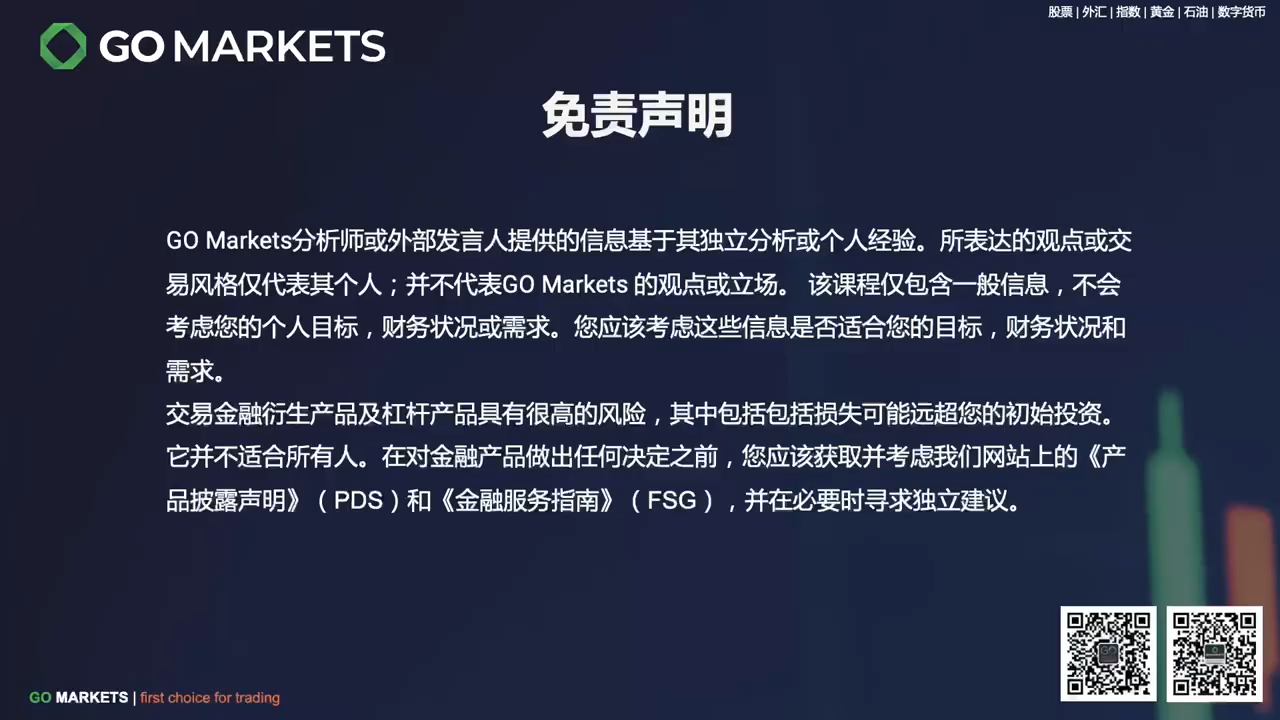 股票 | 外汇 | 指数 | 黄金 | 石油 | 数字货币
GO MARKETS
免责声明
GO Markets分析师或外部发言人提供的信息基于其独立分析或个人经验。所表达的观点或交
易风格仅代表其个人；并不代表GO Markets 的观点或立场。 该课程仅包含一般信息，不会
考虑您的个人目标，财务状况或需求。您应该考虑这些信息是否适合您的目标，财务状况和
需求。
交易金融衍生产品及杠杆产品具有很高的风险，其中包括包括损失可能远超您的初始投资。
它并不适合所有人。在对金融产品做出任何决定之前，您应该获取并考虑我们网站上的《产
品披露声明》（PDS）和《金融服务指南》（FSG），并在必要时寻求独立建议。
GO MARKETS | first choice for trading